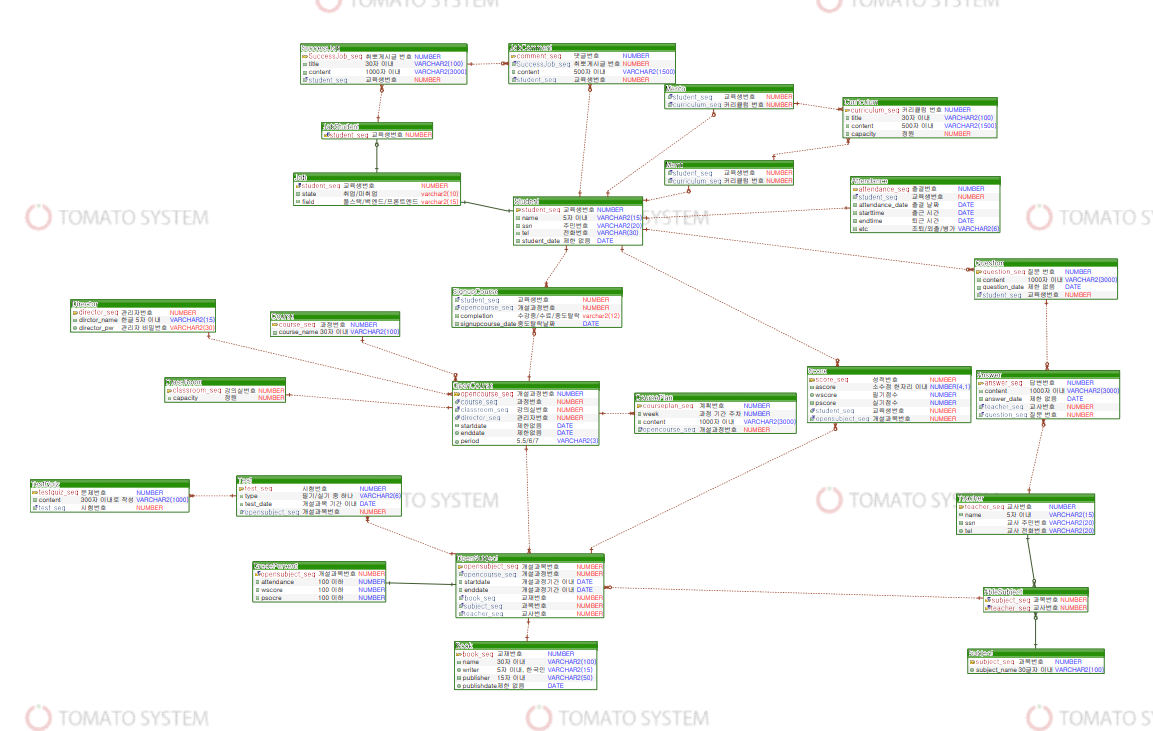 TOMATO SYSTEM
TOMATO SYSTEM
SuccessJob
SuccessJob_seq 취뽀게시글 번호 NUMBER
title 30자 이내 VARCHAR2(100)
content 1000자 이내 VARCHAR2(3000)
student_seq 교육생번호 NUMBER
JobComment
comment_seq 댓글번호 NUMBER
SuccessJob_seq 취뽀게시글 번호 NUMBER
content 500자 이내 VARCHAR2(1500)
student_seq 교육생번호 NUMBER
student_seq 교육생번호 NUMBER
curriculum_seq 커리큘럼 번호 NUMBER
Curriculum
curriculum_seq 커리큘럼 번호 NUMBER
title 30자 이내 VARCHAR2(100)
content 500자 이내 VARCHAR2(1500)
capacity 정원 NUMBER
JobStudent
student_seq 교육생번호 NUMBER
student_seq 교육생번호 NUMBER
curriculum_seq 커리큘럼 번호 NUMBER
Job
student_seq 교육생번호 NUMBER
state 취업/미취업 varchar2(10)
field 풀스택/백엔드/프론트엔드 varchar2(15)
Attendance
attendance_seq 출결번호 NUMBER
student_seq 교육생번호 NUMBER
attendance_date 출결 날짜 DATE
starttime 출근 시간 DATE
endtime 퇴근 시간 DATE
etc 조퇴/외출/병가 VARCHAR2(6)
Student
student_seq 교육생번호 NUMBER
name 5자 이내 VARCHAR2(15)
ssn 주민번호 VARCHAR2(20)
tel 전화번호 VARCHAR(30)
student_date 제한 없음 DATE
TOMATO SYSTEM
SYSTEM
TOMATO S
Question
question_seq 질문 번호 NUMBER
content 1000자 이내 VARCHAR2(3000)
question_date 제한 없음 DATE
student_seq 교육생번호 NUMBER
SignupCourse
student_seq 교육생번호 NUMBER
opencourse_seq 개설과정번호 NUMBER
completion 수강중/수료/중도탈락 varchar2(12)
signupcourse_date 중도탈락날짜 DATE
Director
director_seq 관리자번호 NUMBER
dirctor_name 한글 5자 이내 VARCHAR2(15)
director_pw 관리자 비밀번호 VARCHAR2(30)
Course
course_seq 과정번호 NUMBER
course_name 30자 이내 VARCHAR2(100)
ClassRoom
classroom_seq 강의실번호 NUMBER
capacity 정원 NUMBER
OpenCourse
opencourse_seq 개설과정번호 NUMBER
course_seq 과정번호 NUMBER
classroom_seq 강의실번호 NUMBER
director_seq 관리자번호 NUMBER
startdate 제한없음 DATE
enddate 제한없음 DATE
period 5.5/6/7 VARCHAR2(3)
CoursePlan
courseplan_seq 계획번호 NUMBER
week 과정 기간 주차 NUMBER
content 1000자 이내 VARCHAR2(3000)
opencourse_seq 개설과정번호 NUMBER
Score
score_seq 성적번호 NUMBER
ascore 소수점 한자리 이내 NUMBER(4,1)
wscore 필기점수 NUMBER
pscore 실기점수 NUMBER
student_seq 교육생번호 NUMBER
opensubject_seq 개설과목번호 NUMBER
Answer
answer_seq 답변번호 NUMBER
content 1000자 이내 VARCHAR2(3000)
answer_date 제한 없음 DATE
teacher_seq 교사번호 NUMBER
question_seq 질문 번호 NUMBER
TestQuiz
testquiz_seq 문제번호 NUMBER
content 300자 이내로 작성 VARCHAR2(1000)
test_seq 시험번호 NUMBER
Test
test_seq 시험번호 NUMBER
type 필기/실기 중 하나 VARCHAR2(6)
test_date 개설과목 기간 이내 DATE
opensubject_seq 개설과목번호 NUMBER
TO SYSTEM
TOMATO SYSTEM
Teacher
teacher_seq 교사번호 NUMBER
name 5자 이내 VARCHAR2(15)
ssn 교사 주민번호 VARCHAR2(20)
tel 교사 전화번호 VARCHAR2(20)
opensubject_seq 개설과목번호 NUMBER
attendance 100 이하 NUMBER
wscore 100 이하 NUMBER
psocre 100 이하 NUMBER
OpenSubject
opensubject_seq 개설과목번호 NUMBER
opencourse_seq 개설과정번호 NUMBER
startdate 개설과정기간 이내 DATE
enddate 개설과정기간 이내 DATE
book_seq 교재번호 NUMBER
subject_seq 과목번호 NUMBER
teacher_seq 교사번호 NUMBER
AbleSubject
subject_seq 과목번호 NUMBER
teacher_seq 교사번호 NUMBER
Book
book_seq 교재번호 NUMBER
name 30자 이내 VARCHAR2(100)
writer 5자 이내, 한국인 VARCHAR2(15)
publisher 15자 이내 VARCHAR2(50)
publishdate 제한 없음 DATE
Subject
subject_seq 과목번호 NUMBER
subject_name 30글자 이내 VARCHAR2(100)
TOMATO SYSTEM
TOMATO SYSTEM
TOMATO S